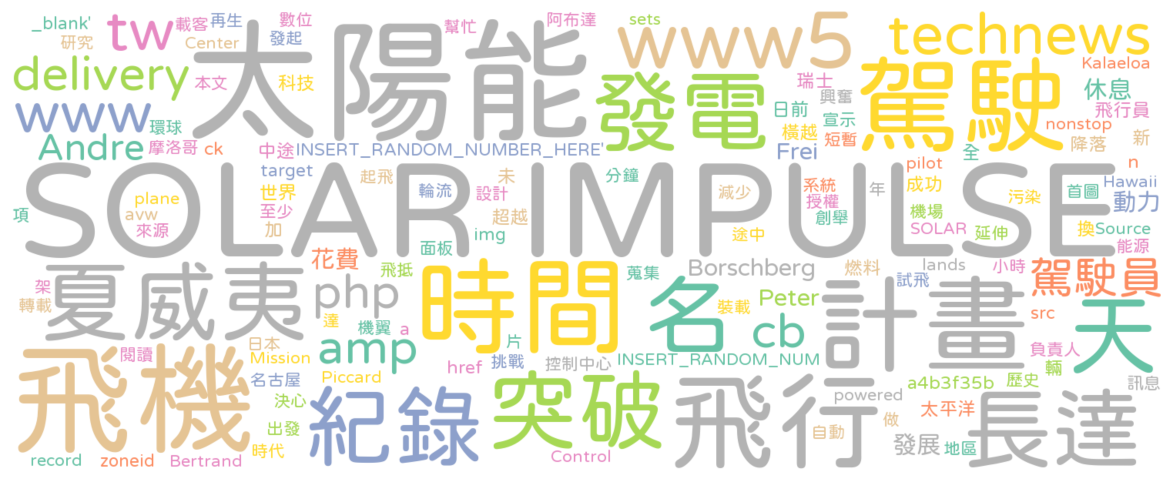 _blank' 載客 再生 數位 幫忙 阿布達 sets
tw 太陽能 www5 technews
研究 發起 Center Kalaeloa
delivery 本文 科技 發電 瑞士 日前 興奮 駕駛 休息
www 環球 宣示 飛行員
Andre 摩洛哥 ck 中途 INSERT_RANDOM_NUMBER_HERE' Frei 橫越 短暫 nonstop 降落 新
target 起飛 輪流 設計 未 分鐘 減少 系統 年 pilot 全 n
SOLAR IMPULSE
plane 世界 超越 授權 成功 污染 首圖 Hawaii 動力
項 avw 至少 創舉 機場
來源 加 面板 img 途中 SOLAR 延伸 換 Source 能源
花費 飛抵 蒐集 Borschberg 燃料 lands 小時 駕駛員
架 夏威夷 php 時間 名 裝載 Peter 計畫 試飛
轉載 達 機翼 a cb src 天
日本 amp 片 負責人
閱讀 Mission href 挑戰 控制中心 INSERT_RANDOM_NUM 輛
飛機 名古屋 Piccard 突破 飛行 a4b3f35b 歷史 訊息
決心 紀錄 powered 太平洋 長達
出發 自動 做
時代 發展 地區
record zoneid Bertrand Control